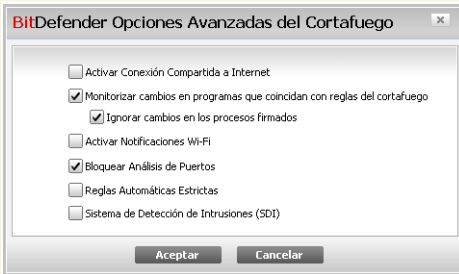 BitDefender Opciones Avanzadas del Cortafuego
Activar Conexión Compartida a Internet
Monitorizar cambios en programas que coincidan con reglas del cortafuego
Ignorar cambios en los procesos firmados
Activar Notificaciones Wi-Fi
Bloquear Análisis de Puertos
Reglas Automáticas Estrictas
Sistema de Detección de Intrusiones (SDI)
Aceptar Cancelar